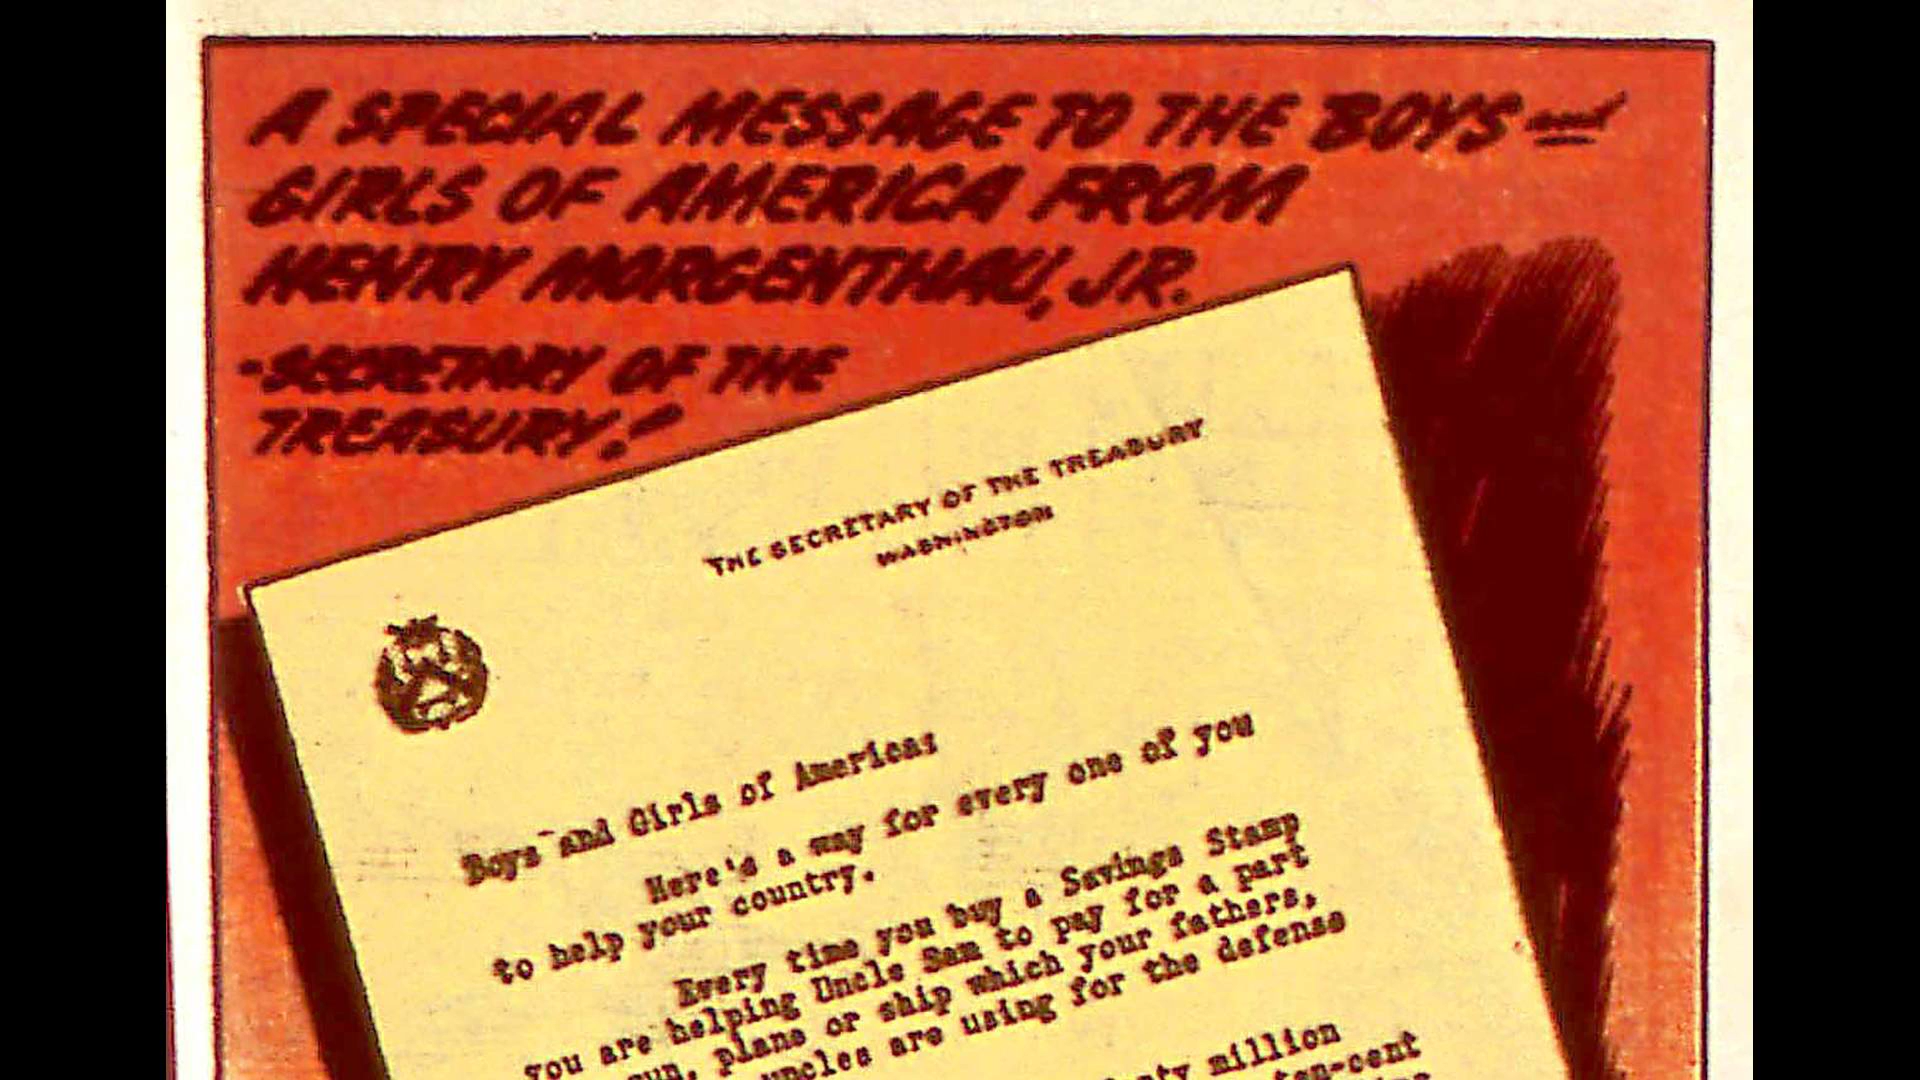 A SPECIAL MESSAGE TO THE BOYS and
GIRLS OF AMERICA FROM
HENRY MORGENTHAU, JR.
-SECRETARY OF THE
TREASURY!
THE SECRETARY OF THE TREASURY
WASHINGTON
Boys and Girls of America:
Here's a way for every one of you
to help your country.
Every time you buy a Savings Stamp
you are helping Uncle Sam to pay for a part
plane or ship which your fathers,
uncles are using for the defense
million
ten-cent